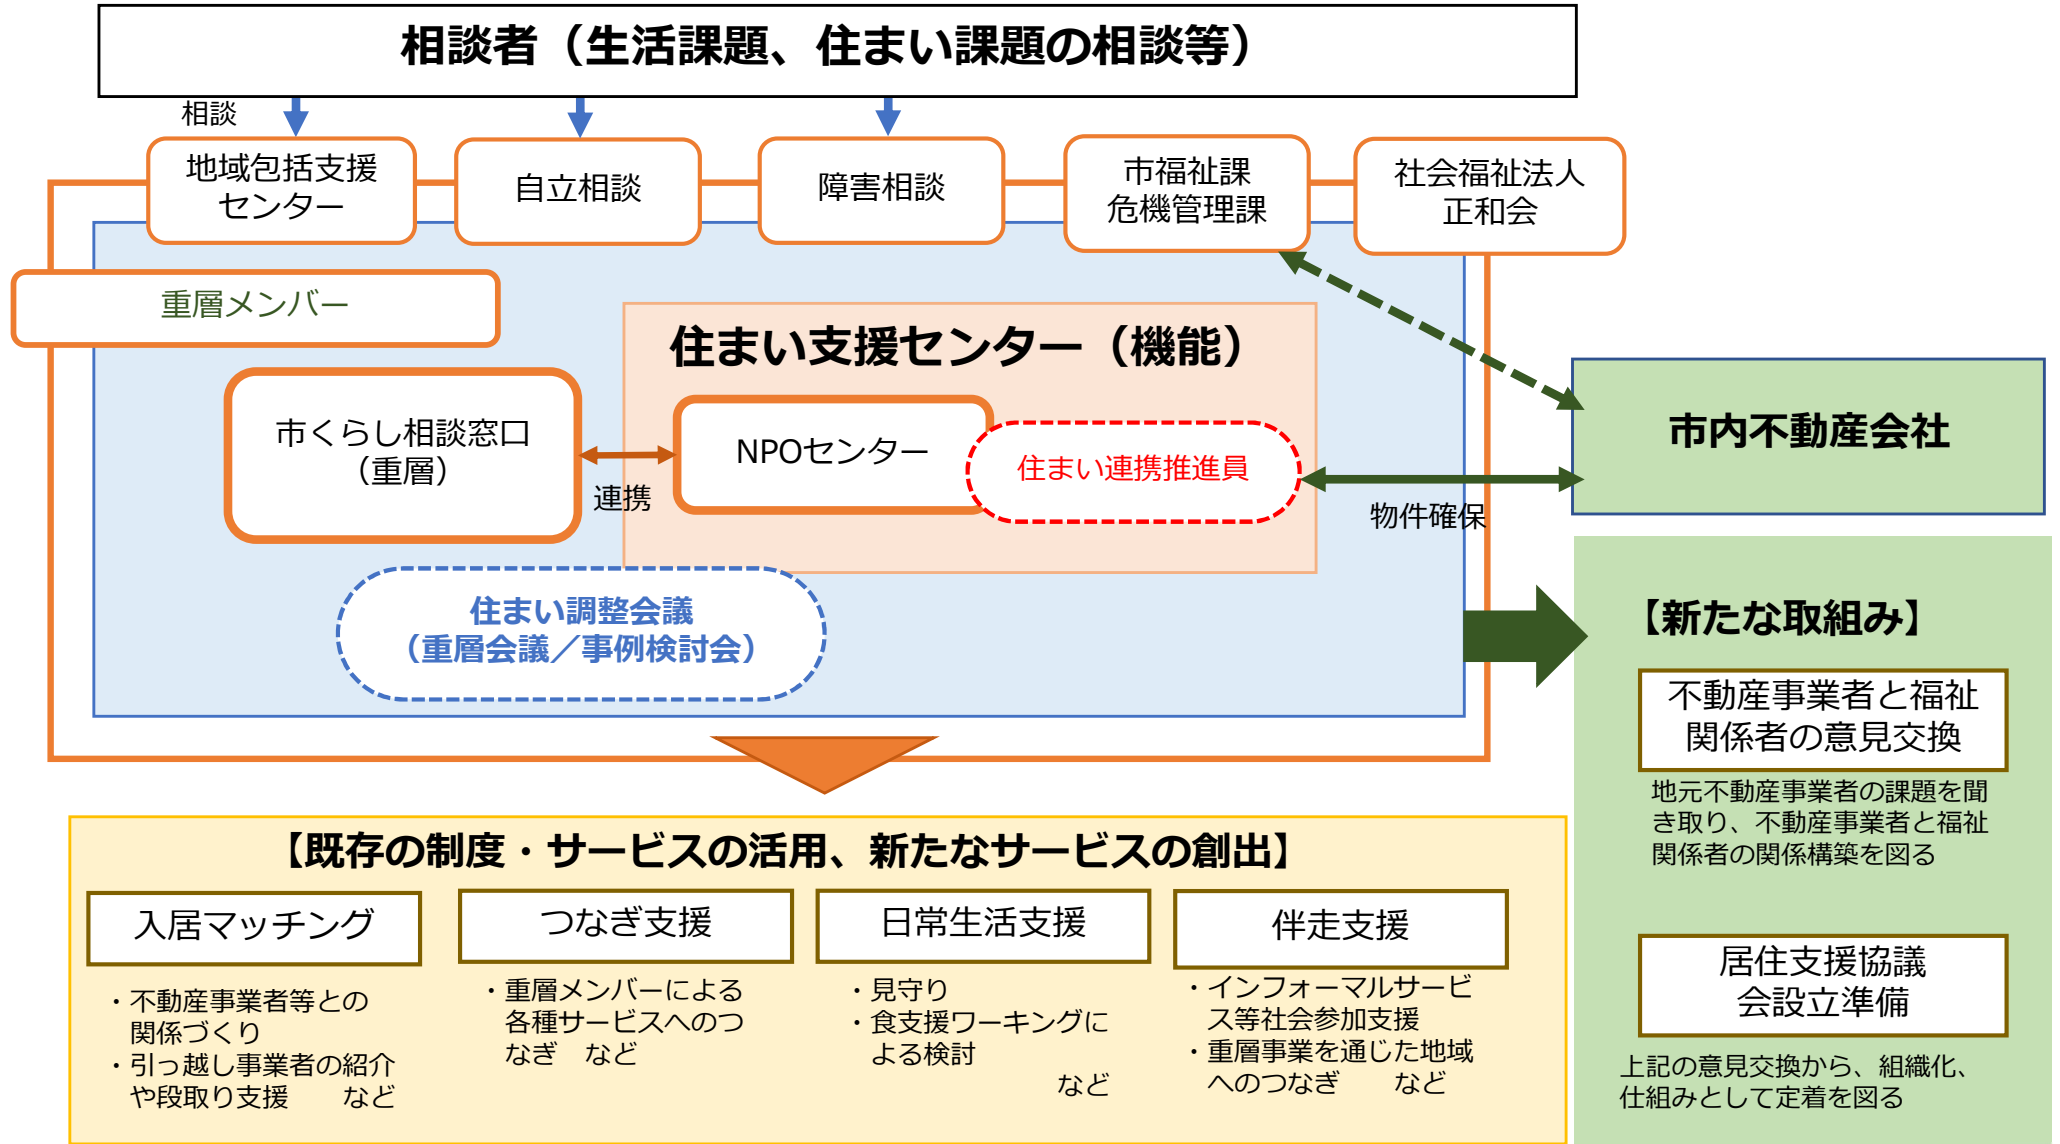 相談者（生活課題、住まい課題の相談等）
相談
地域包括支援
センター
自立相談
障害相談
市福祉課
危機管理課
社会福祉法人
正和会
重層メンバー
住まい支援センター（機能）
市くらし相談窓口
（重層）
連携
NPOセンター
住まい連携推進員
物件確保
市内不動産会社
住まい調整会議
（重層会議／事例検討会）
【新たな取組み】
不動産事業者と福祉
関係者の意見交換
地元不動産事業者の課題を聞
き取り、不動産事業者と福祉
関係者の関係構築を図る
居住支援協議
会設立準備
上記の意見交換から、組織化、
仕組みとして定着を図る
【既存の制度・サービスの活用、新たなサービスの創出】
入居マッチング
・不動産事業者等との
関係づくり
・引っ越し事業者の紹介
や段取り支援　　など
つなぎ支援
・重層メンバーによる
各種サービスへのつ
なぎ　など
日常生活支援
・見守り
・食支援ワーキングに
よる検討
など
伴走支援
・インフォーマルサービ
ス等社会参加支援
・重層事業を通じた地域
へのつなぎ　　など